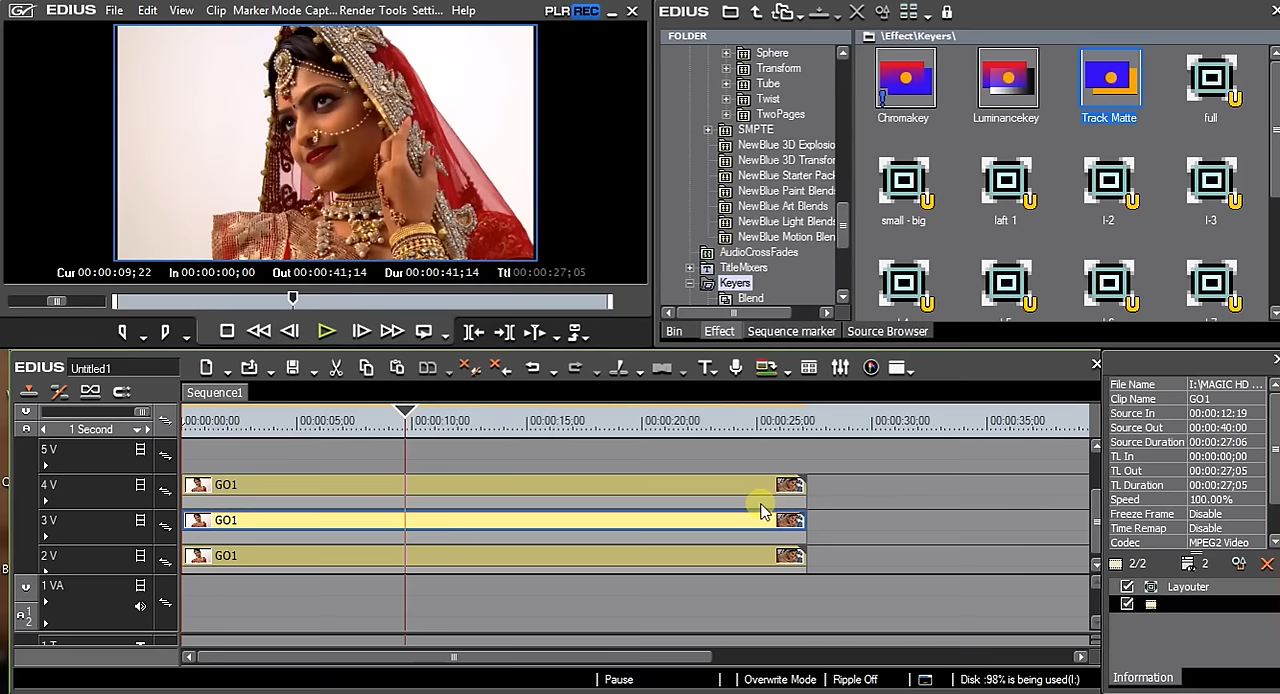 EDIUS File Edit View Clip Marker Mode Capt... Render Tools Setti... Help PLR REC
Cur 00:00:09;22 In 00:00:00;00 Out 00:00:41;14 Dur 00:00:41;14 Ttl 00:00:27;05
EDIUS
FOLDER
\Effect\Keyers\
Sphere
Transform
Tube
Twist
TwoPages
SMPTE
NewBlue 3D Explosio
NewBlue 3D Transfor
NewBlue Starter Pack
NewBlue Paint Blends
NewBlue Art Blends
NewBlue Light Blends
NewBlue Motion Blen
AudioCrossFades
TitleMixers
Keyers
Blend
Chromakey Luminancekey Track Matte full
small - big laft 1 l-2 l-3
Bin Effect Sequence marker Source Browser
EDIUS Untitled1
Sequence1
1 Second
00:00:00;00 00:00:05;00 00:00:10;00 00:00:15;00 00:00:20;00 00:00:25;00 00:00:30;00 00:00:35;00
5 V
4 V GO1
3 V GO1
2 V GO1
1 VA
A 1 2
Pause Overwrite Mode Ripple Off Disk :98% is being used(I:)
File Name I:\MAGIC HD ...
Clip Name GO1
Source In 00:00:12:19
Source Out 00:00:40:00
Source Duration 00:00:27:06
TL In 00:00:00;00
TL Out 00:00:27;05
TL Duration 00:00:27;05
Speed 100.00%
Freeze Frame Disable
Time Remap Disable
Codec MPEG2 Video
2/2 2
Layouter
Information